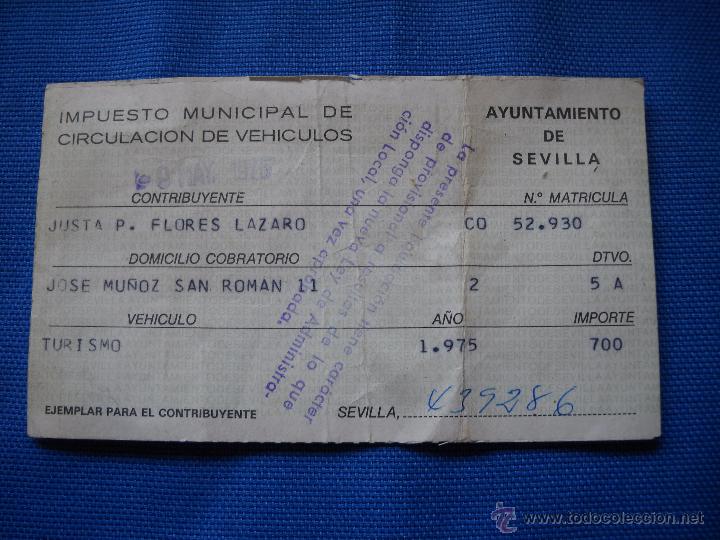 IMPUESTO MUNICIPAL DE
CIRCULACION DE VEHICULOS
AYUNTAMIENTO
DE
SEVILLA
CONTRIBUYENTE
N.º MATRICULA
JUSTA P. FLORES LAZARO CO 52.930
DOMICILIO COBRATORIO DTVO.
JOSE MUÑOZ SAN ROMAN 11 2 5 A
VEHICULO AÑO IMPORTE
TURISMO 1.975 700
EJEMPLAR PARA EL CONTRIBUYENTE SEVILLA, 439286
La presente liquidación tiene carácter
de provisional a resultas de lo que
disponga la nueva Ley de Administra-
ción Local, una vez aprobada.
© www.todocoleccion.net